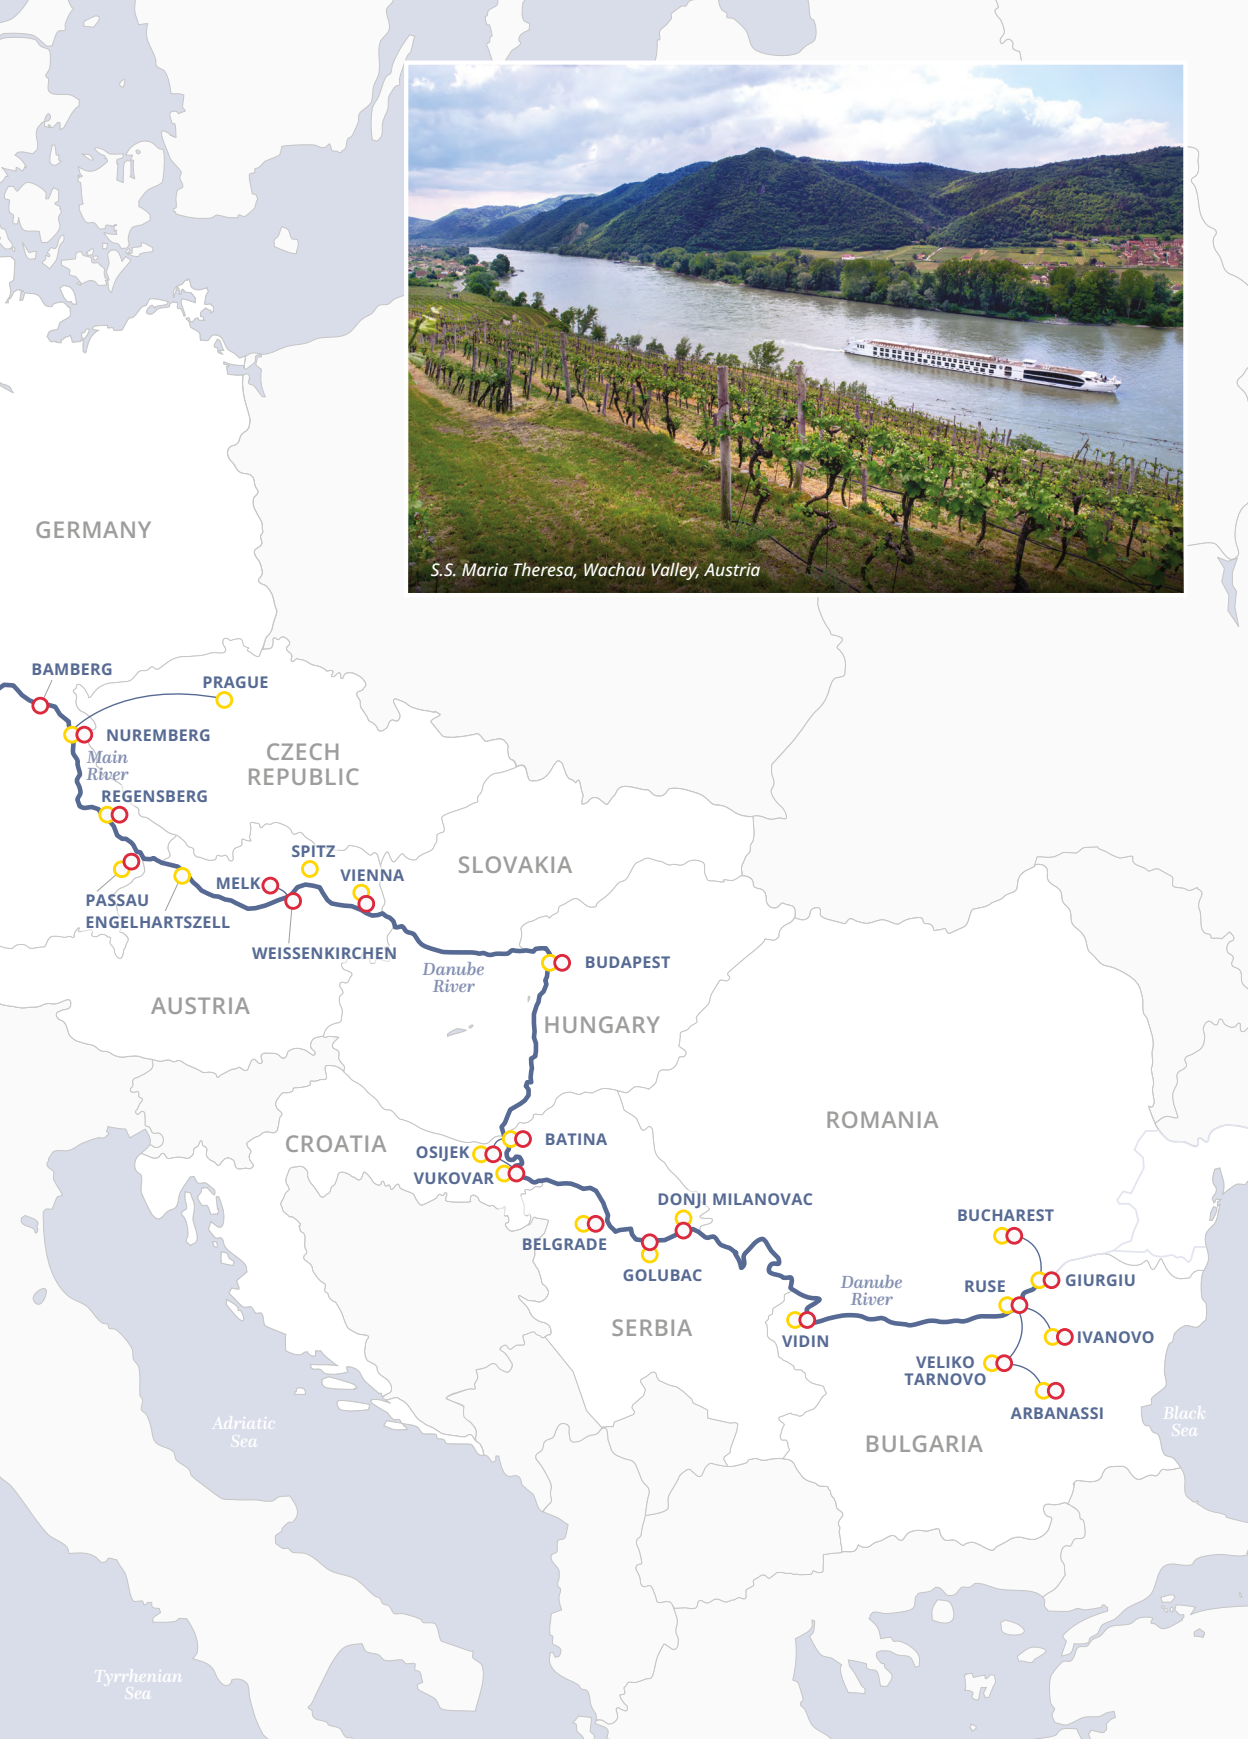 S.S. Maria Theresa, Wachau Valley, Austria
GERMANY
BAMBERG
PRAGUE
NUREMBERG
Main
River
CZECH
REPUBLIC
REGENSBERG
SPITZ
VIENNA
SLOVAKIA
MELK
PASSAU
ENGELHARTSZELL
WEISSENKIRCHEN
BUDAPEST
Danube
River
AUSTRIA
HUNGARY
ROMANIA
CROATIA
BATINA
OSIJEK
VUKOVAR
DONJI MILANOVAC
BUCHAREST
BELGRADE
GOLUBAC
GIURGIU
RUSE
Danube
River
SERBIA
VIDIN
IVANOVO
VELIKO
TARNOVO
ARBANASSI
Black
Sea
Adriatic
Sea
BULGARIA
Tyrrhenian
Sea